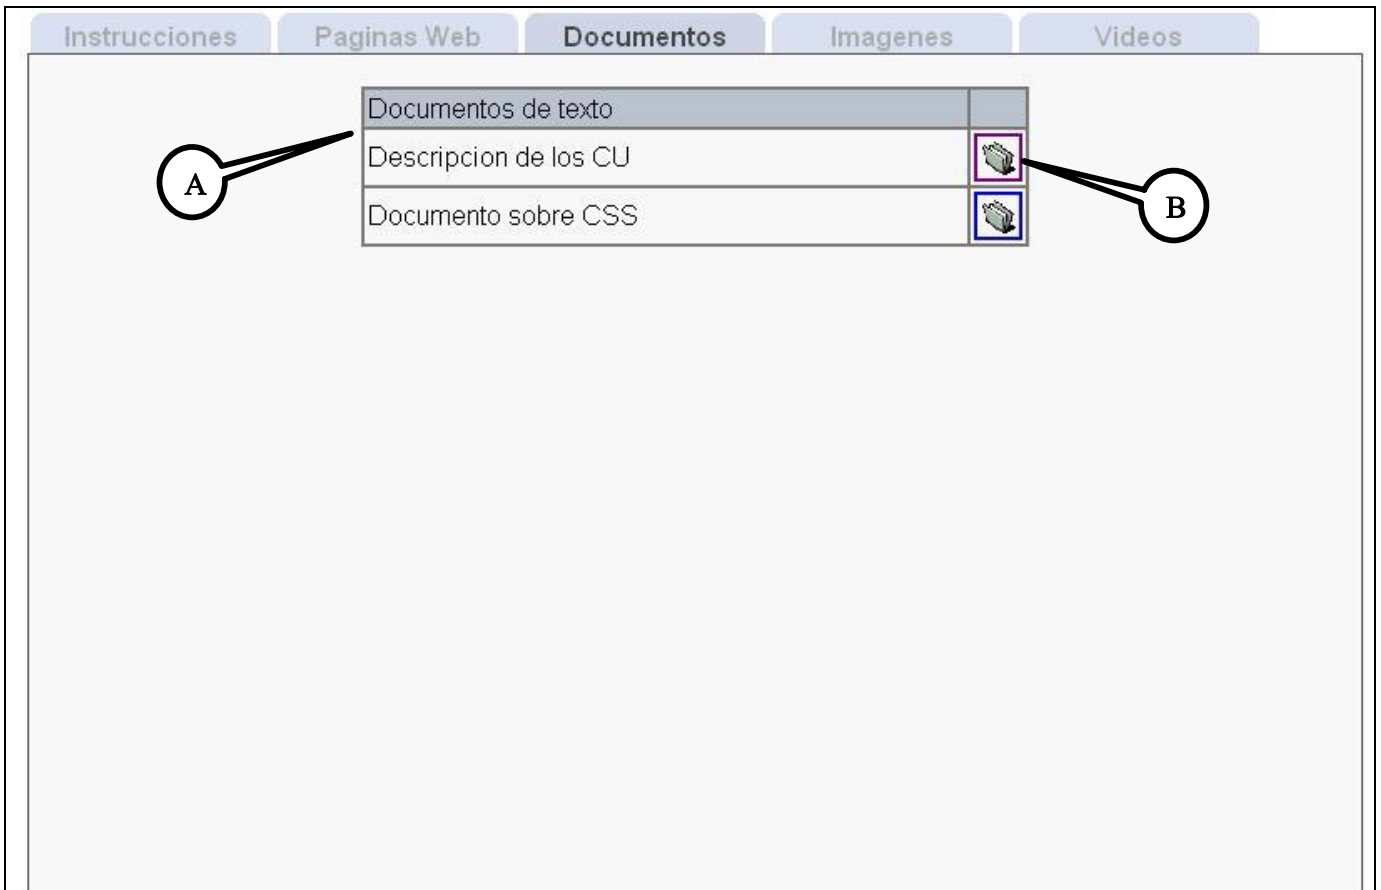 Instrucciones Paginas Web Documentos Imagenes Videos
Documentos de texto
Descripcion de los CU
Documento sobre CSS
A
B